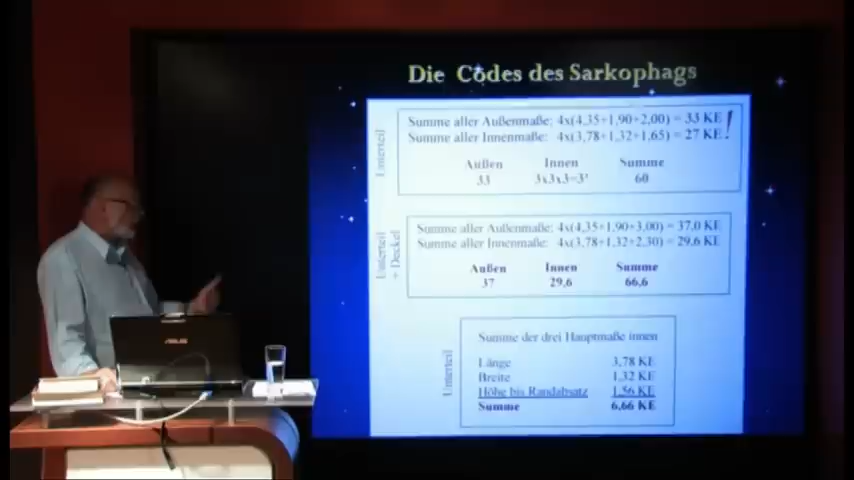 Die Codes des Sarkophags
Unterteil
Summe aller Außenmaße: 4x(4,35+1,90+2,00) = 33 KE !
Summe aller Innenmaße: 4x(3,78+1,32+1,65) = 27 KE
Außen Innen Summe
33 3x3x3=3³ 60
Unterteil + Deckel
Summe aller Außenmaße: 4x(4,35+1,90+3,00) = 37,0 KE
Summe aller Innenmaße: 4x(3,78+1,32+2,30) = 29,6 KE
Außen Innen Summe
37 29,6 66,6
Unterteil
Summe der drei Hauptmaße innen
Länge 3,78 KE
Breite 1,32 KE
Höhe bis Randabsatz 1,56 KE
Summe 6,66 KE
ASUS